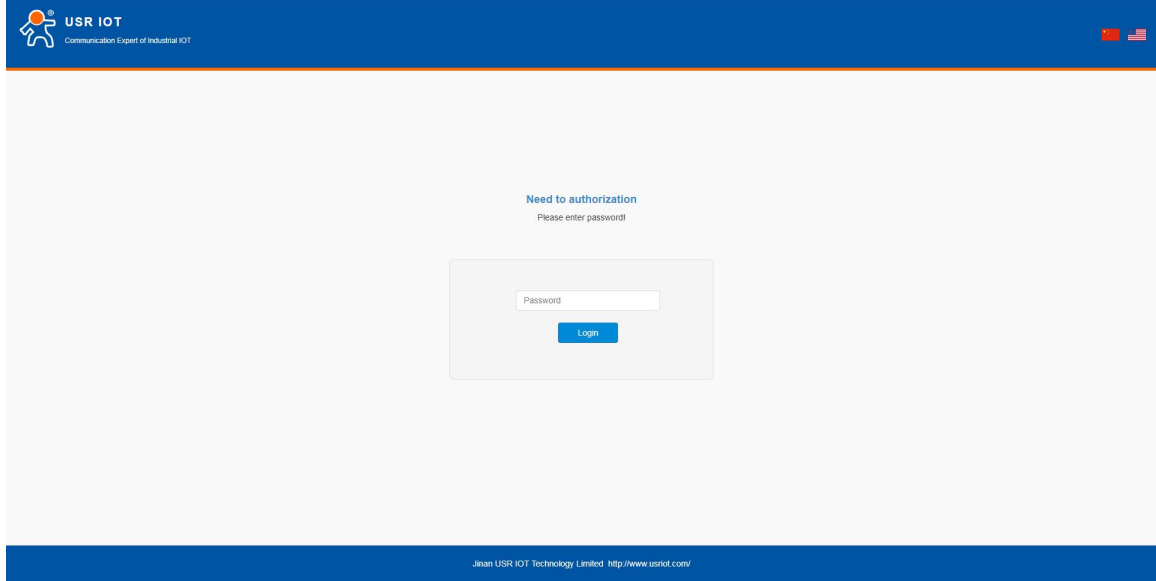 USR IOT
Communication Expert of Industrial IOT
Need to authorization
Please enter password!
Password
Login
Jinan USR IOT Technology Limited http://www.usriot.com/